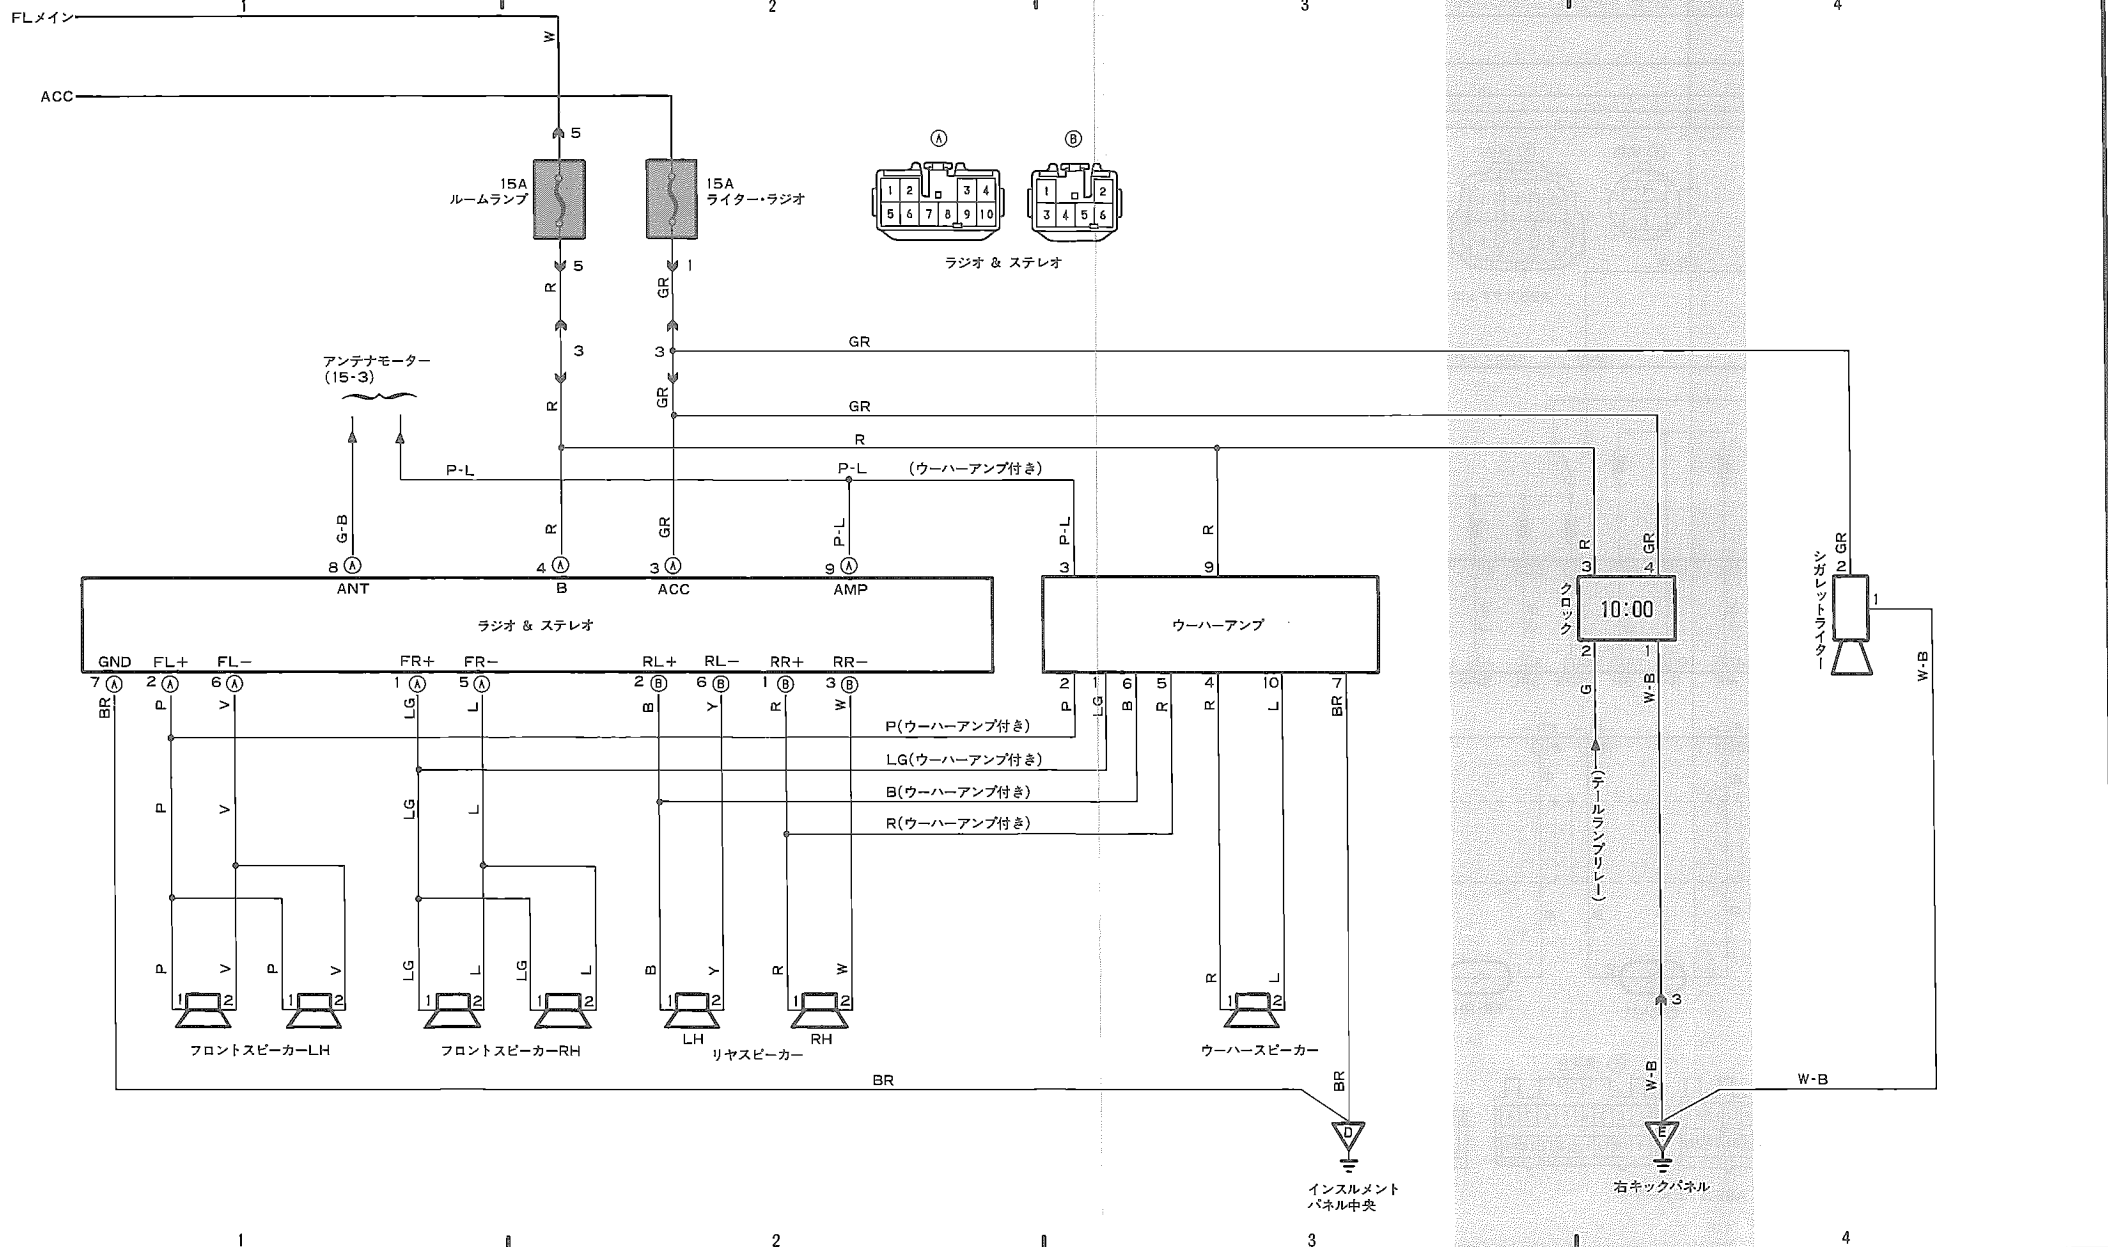 1 2 3 4
FLメイン
W
ACC
5
15A
ルームランプ
15A
ライター・ラジオ
Ⓐ Ⓑ
1 2 3 4
5 6 7 8 9 10
1 2
3 4 5 6
ラジオ & ステレオ
5 1
R GR
3 3
GR
アンテナモーター
(15-3)
R GR
GR
R
P-L P-L (ウーハーアンプ付き)
G-B R GR P-L P-L R R GR GR
8 Ⓐ 4 Ⓐ 3 Ⓐ 9 Ⓐ 3 9 3 4 2
ANT B ACC AMP
ラジオ & ステレオ
ウーハーアンプ
クロック
10:00
シガレットライター
1
GND FL+ FL- FR+ FR- RL+ RL- RR+ RR-
7 Ⓐ 2 Ⓐ 6 Ⓐ 1 Ⓐ 5 Ⓐ 2 Ⓑ 6 Ⓑ 1 Ⓑ 3 Ⓑ 2 1 6 5 4 10 7 2 1
BR P V LG L B Y R W P LG B R R L BR G W-B W-B
P(ウーハーアンプ付き)
LG(ウーハーアンプ付き)
B(ウーハーアンプ付き)
R(ウーハーアンプ付き)
P V LG L
(テールランプリレー)
P V P V LG L LG L B Y R W R L
1 2 1 2 1 2 1 2 1 2 1 2 1 2 3
LH RH
フロントスピーカーLH フロントスピーカーRH リヤスピーカー ウーハースピーカー
BR BR W-B W-B
D E
インスルメント
パネル中央
右キックパネル
1 2 3 4